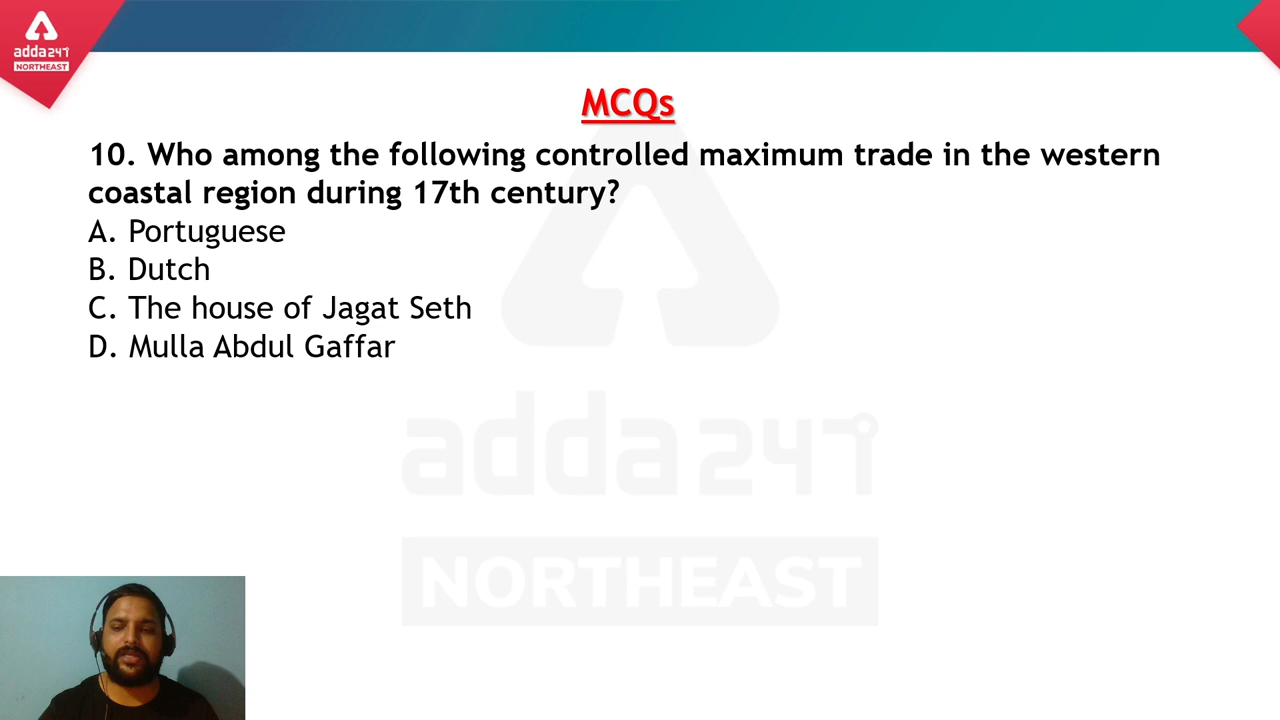 adda247
NORTHEAST
MCQs
10. Who among the following controlled maximum trade in the western
coastal region during 17th century?
A. Portuguese
B. Dutch
C. The house of Jagat Seth
D. Mulla Abdul Gaffar
adda247
NORTHEAST